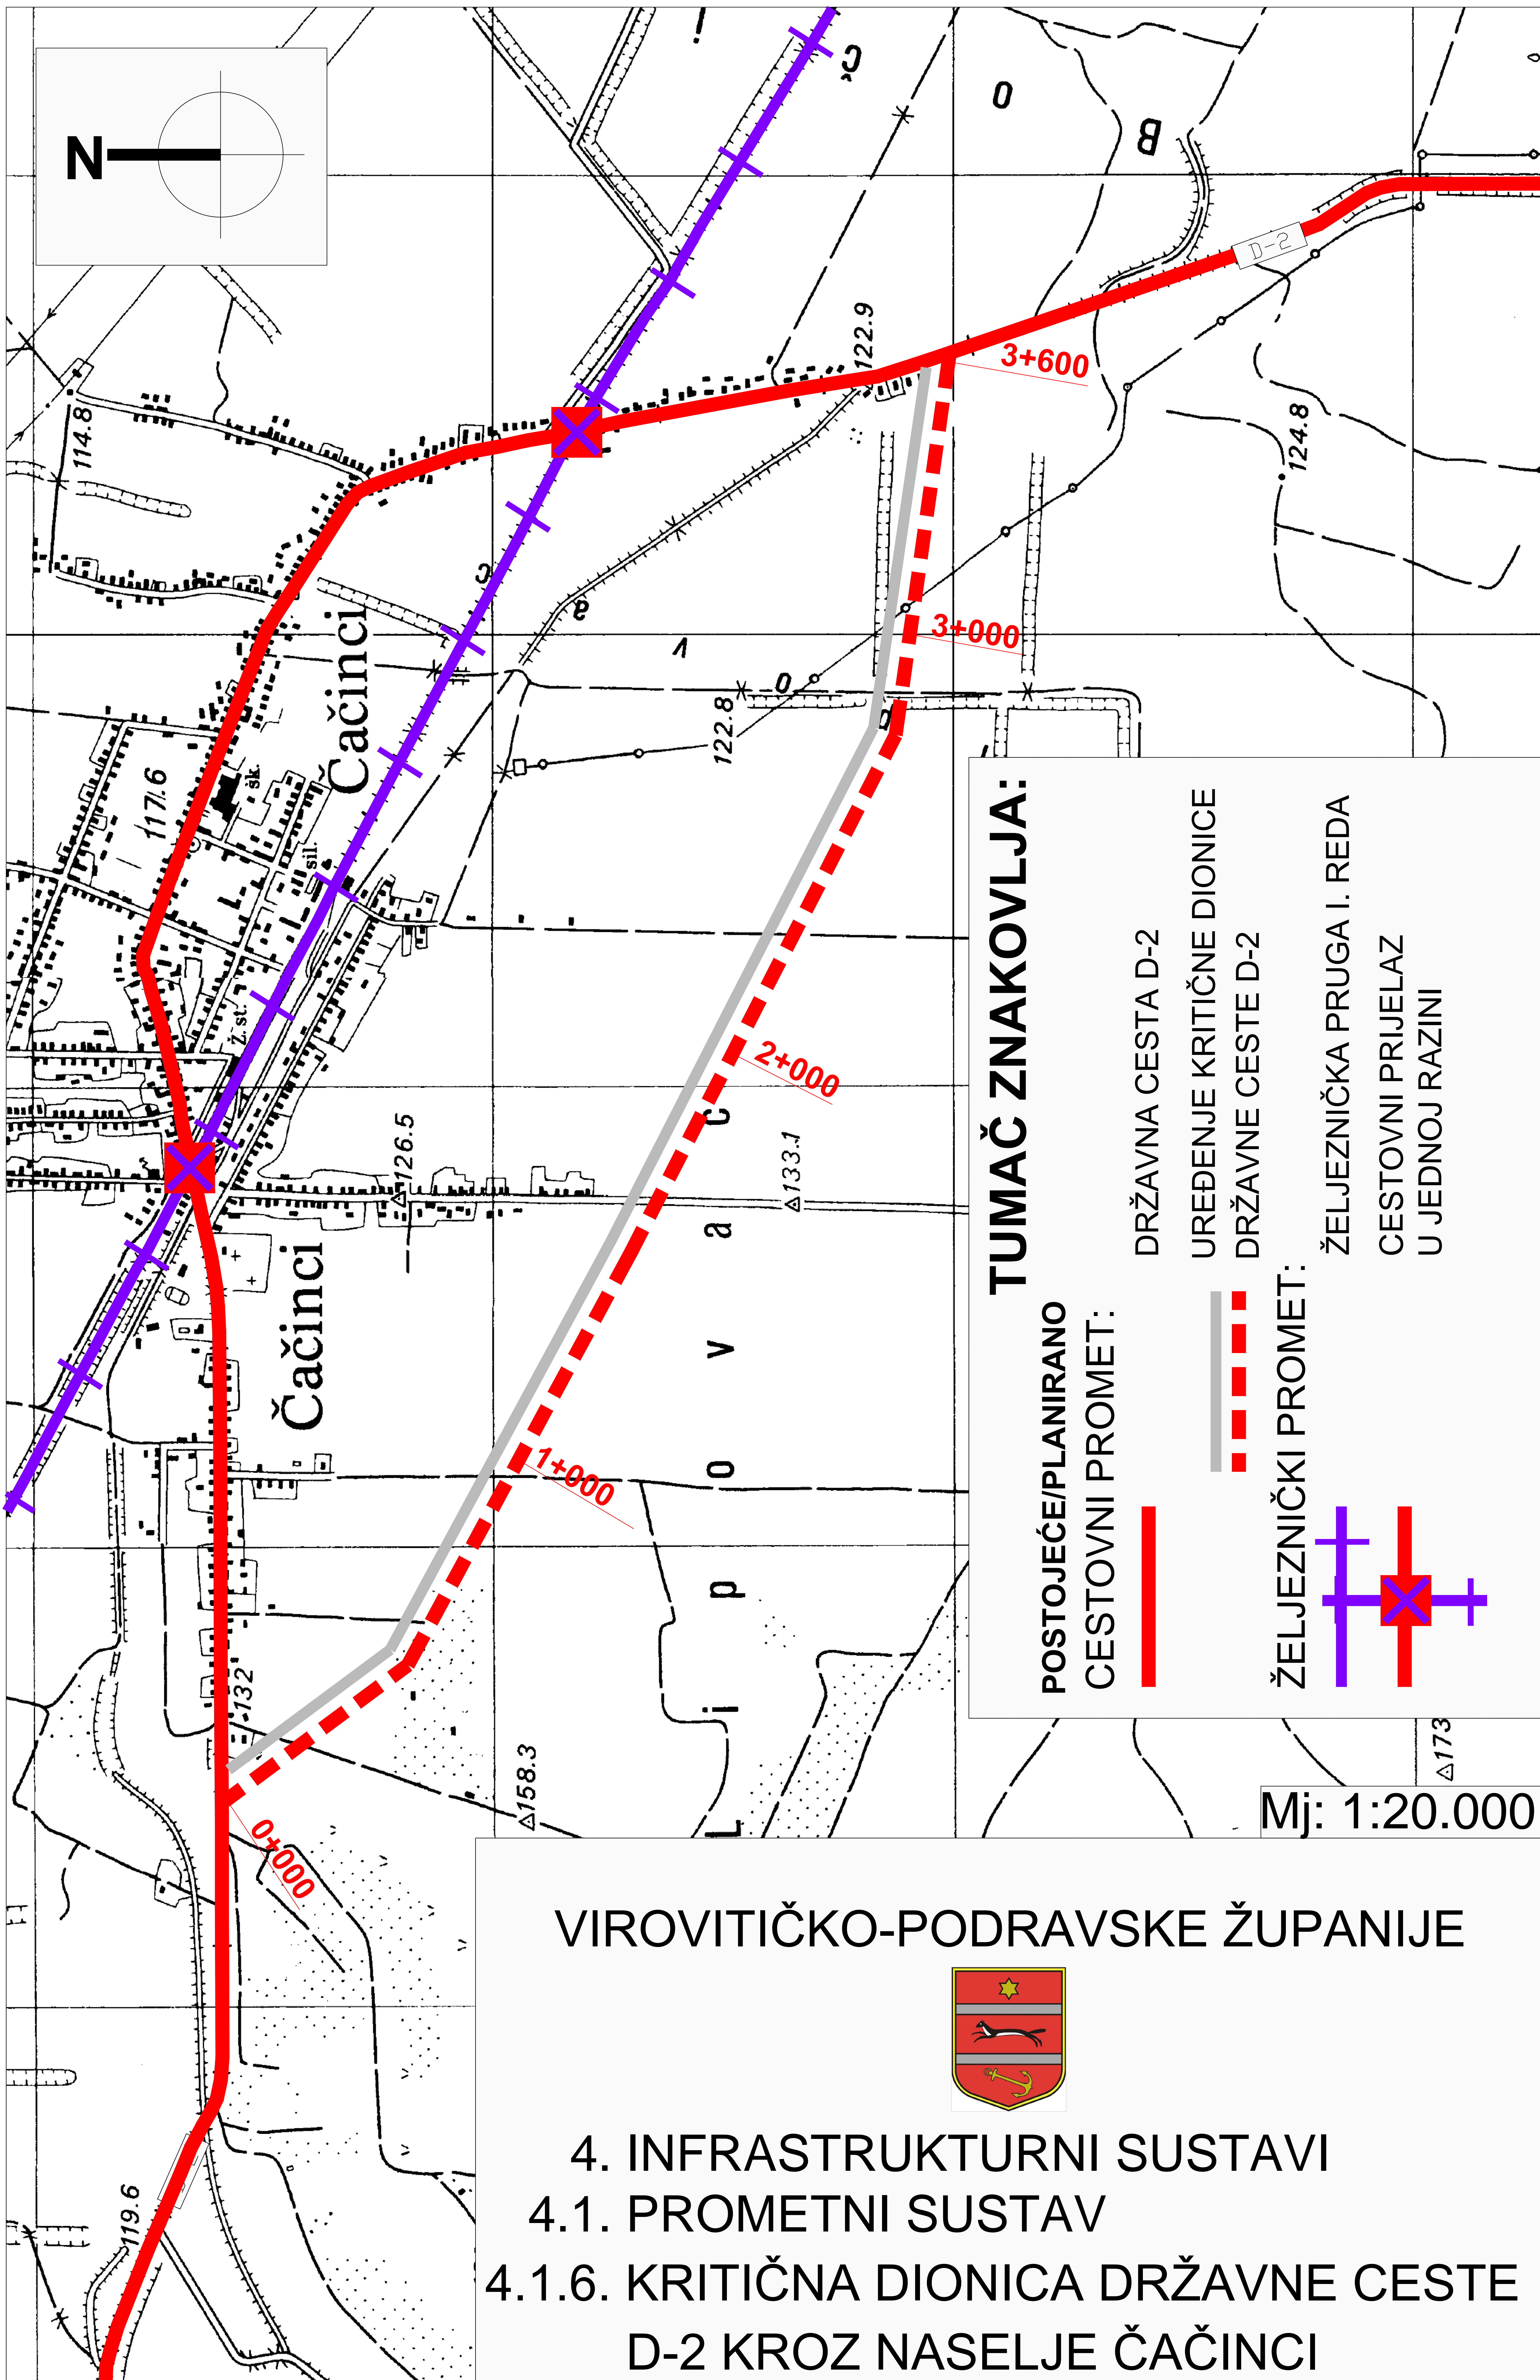 N
i
Č
O
B
D-2
122.9
3+600
114.8
124.8
c
a
v
o
3+000
Čačinci
122.8
117.6
šk.
sil.
Ž. st.
2+000
126.5
133.1
Čačinci
L i p o v a c
1+000
132
158.3
0+000
173
119.6
TUMAČ ZNAKOVLJA:
POSTOJEĆE/PLANIRANO
CESTOVNI PROMET:
DRŽAVNA CESTA D-2
UREĐENJE KRITIČNE DIONICE
DRŽAVNE CESTE D-2
ŽELJEZNIČKI PROMET:
ŽELJEZNIČKA PRUGA I. REDA
CESTOVNI PRIJELAZ
U JEDNOJ RAZINI
Mj: 1:20.000
VIROVITIČKO-PODRAVSKE ŽUPANIJE
4. INFRASTRUKTURNI SUSTAVI
4.1. PROMETNI SUSTAV
4.1.6. KRITIČNA DIONICA DRŽAVNE CESTE
D-2 KROZ NASELJE ČAČINCI